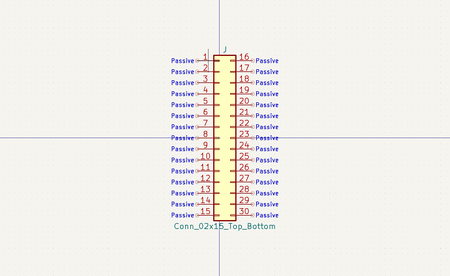 J
Passive 1 16 Passive
Passive 2 17 Passive
Passive 3 18 Passive
Passive 4 19 Passive
Passive 5 20 Passive
Passive 6 21 Passive
Passive 7 22 Passive
Passive 8 23 Passive
Passive 9 24 Passive
Passive 10 25 Passive
Passive 11 26 Passive
Passive 12 27 Passive
Passive 13 28 Passive
Passive 14 29 Passive
Passive 15 30 Passive
Conn_02x15_Top_Bottom